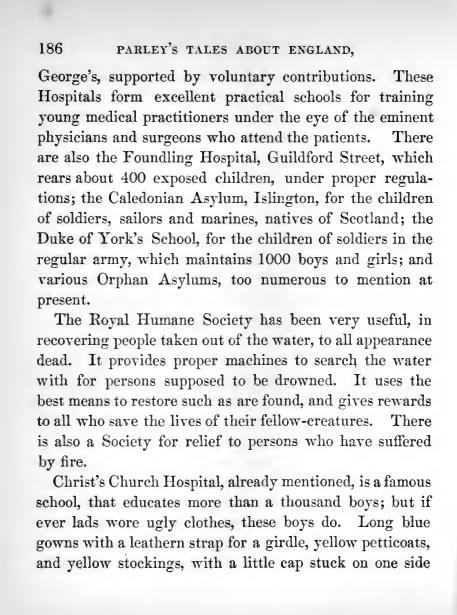 186 PARLEY'S TALES ABOUT ENGLAND,
George's, supported by voluntary contributions. These
Hospitals form excellent practical schools for training
young medical practitioners under the eye of the eminent
physicians and surgeons who attend the patients. There
are also the Foundling Hospital, Guildford Street, which
rears about 400 exposed children, under proper regula-
tions; the Caledonian Asylum, Islington, for the children
of soldiers, sailors and marines, natives of Scotland; the
Duke of York's School, for the children of soldiers in the
regular army, which maintains 1000 boys and girls; and
various Orphan Asylums, too numerous to mention at
present.
The Royal Humane Society has been very useful, in
recovering people taken out of the water, to all appearance
dead. It provides proper machines to search the water
with for persons supposed to be drowned. It uses the
best means to restore such as are found, and gives rewards
to all who save the lives of their fellow-creatures. There
is also a Society for relief to persons who have suffered
by fire.
Christ's Church Hospital, already mentioned, is a famous
school, that educates more than a thousand boys; but if
ever lads wore ugly clothes, these boys do. Long blue
gowns with a leathern strap for a girdle, yellow petticoats,
and yellow stockings, with a little cap stuck on one side